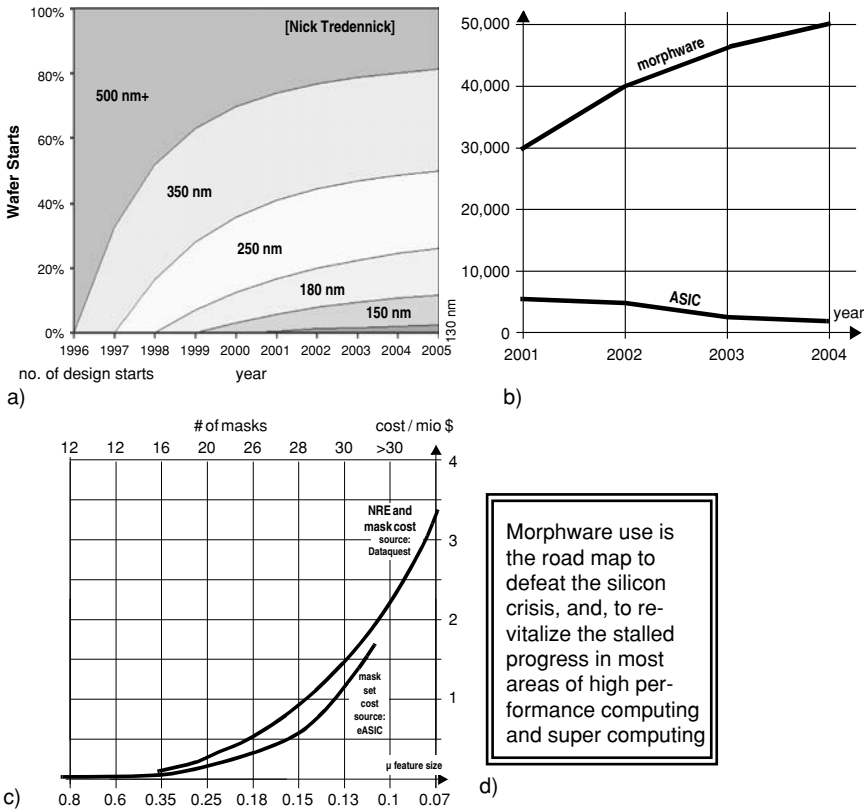 100%
80%
60%
40%
20%
0%
Wafer Starts
[Nick Tredennick]
500 nm+
350 nm
250 nm
180 nm
150 nm
130 nm
1996 1997 1998 1999 2000 2001 2002 2003 2004 2005
no. of design starts year
a)
50,000
40,000
30,000
20,000
10,000
0
morphware
ASIC
year
2001 2002 2003 2004
b)
# of masks cost / mio $
12 12 16 20 26 28 30 >30
4
3
2
1
NRE and
mask cost
source:
Dataquest
mask
set
cost
source:
eASIC
µ feature size
0.8 0.6 0.35 0.25 0.18 0.15 0.13 0.1 0.07
c)
Morphware use is
the road map to
defeat the silicon
crisis, and, to re-
vitalize the stalled
progress in most
areas of high per-
formance computing
and super computing
d)